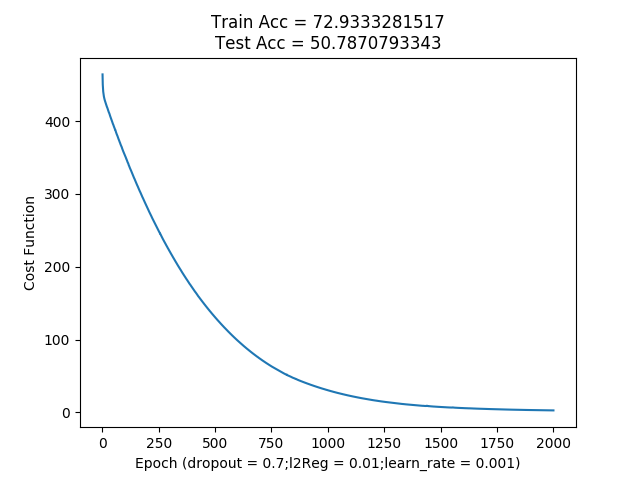 Train Acc = 72.9333281517
Test Acc = 50.7870793343
Cost Function
400
300
200
100
0
0 250 500 750 1000 1250 1500 1750 2000
Epoch (dropout = 0.7;l2Reg = 0.01;learn_rate = 0.001)